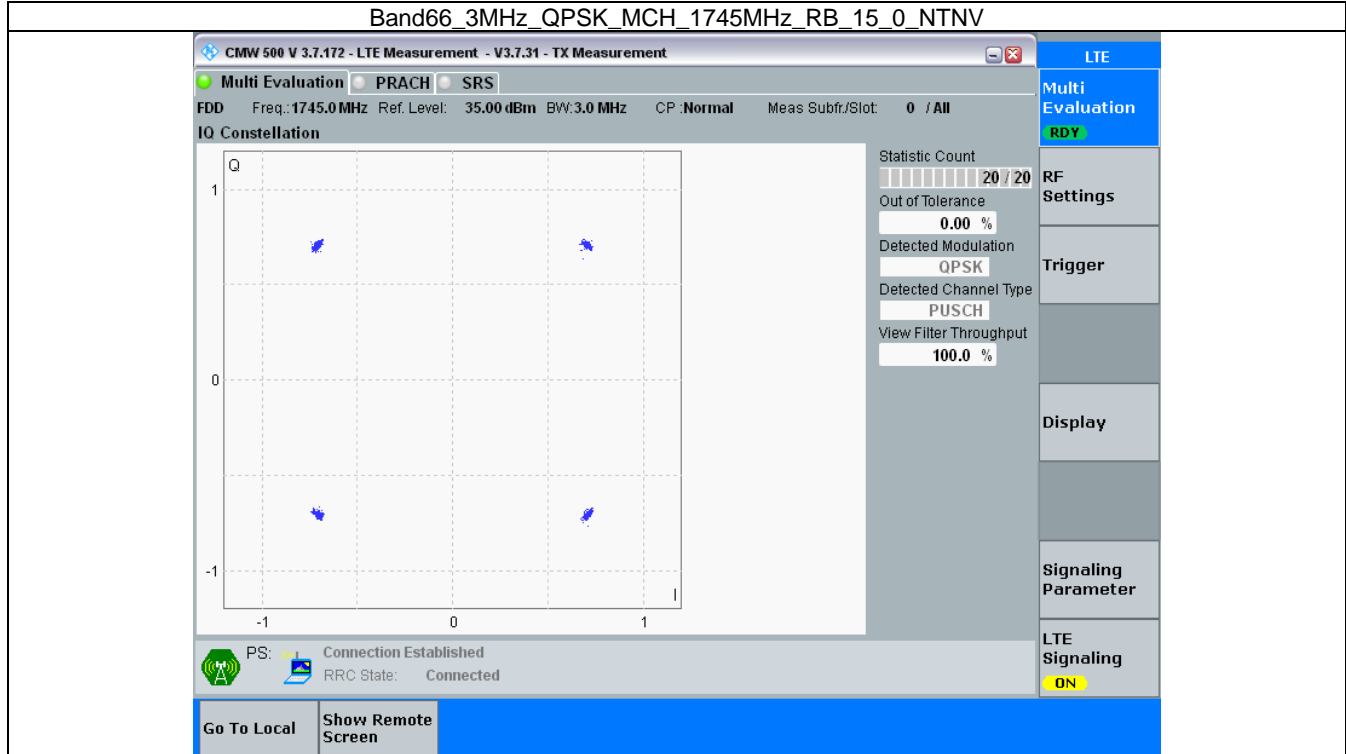 Band66_3MHz_QPSK_MCH_1745MHz_RB_15_0_NTNV
CMW 500 V 3.7.172 - LTE Measurement - V3.7.31 - TX Measurement
LTE
Multi Evaluation PRACH SRS
Multi
Evaluation
RDY
FDD Freq.:1745.0 MHz Ref. Level: 35.00 dBm BW:3.0 MHz CP :Normal Meas Subfr./Slot: 0 / All
IQ Constellation
Q
1
0
-1
I
-1 0 1
Statistic Count
20 / 20
Out of Tolerance
0.00 %
Detected Modulation
QPSK
Detected Channel Type
PUSCH
View Filter Throughput
100.0 %
RF
Settings
Trigger
Display
Signaling
Parameter
LTE
Signaling
ON
PS: Connection Established
RRC State: Connected
Go To Local
Show Remote
Screen